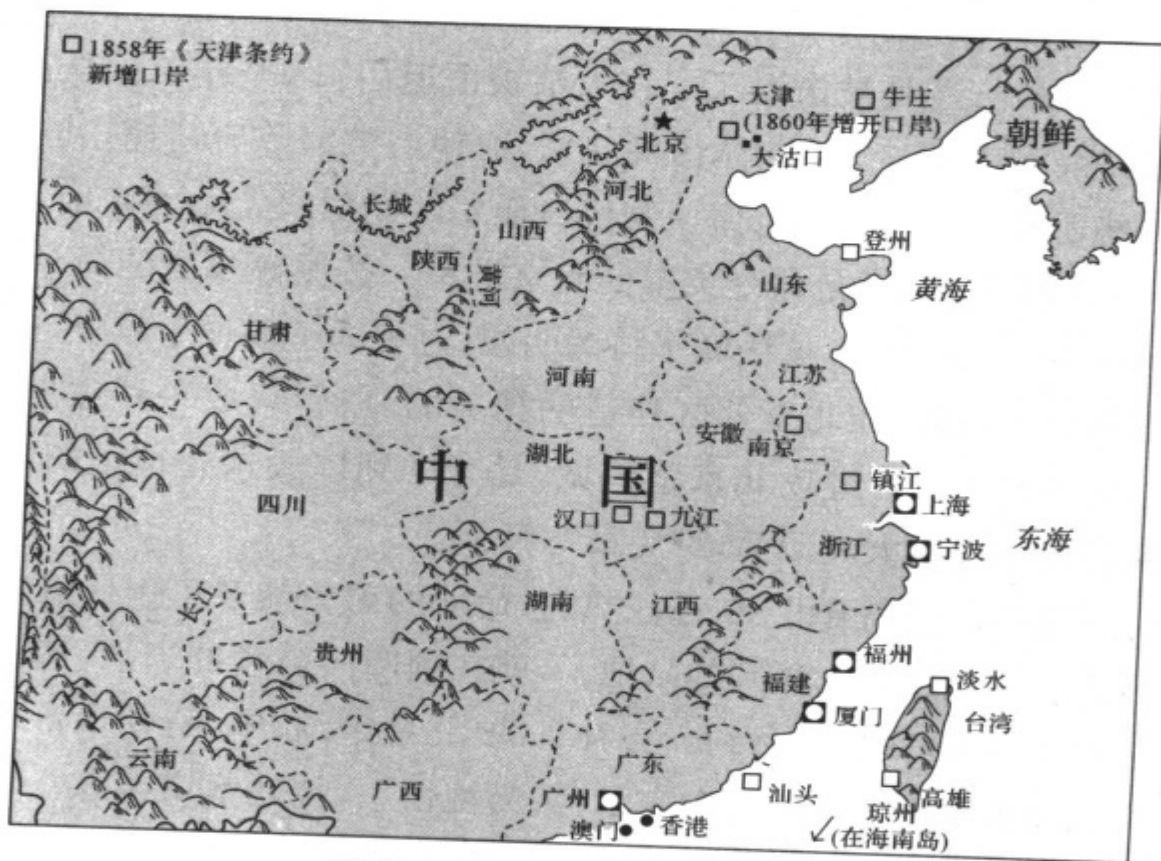 1858年《天津条约》
新增口岸
天津
(1860年增开口岸)
牛庄
北京
大沽口
朝鲜
河北
长城
山西
陕西
黄河
登州
山东
黄海
甘肃
河南
江苏
安徽
南京
湖北
中国
镇江
上海
四川
汉口
九江
浙江
宁波
东海
长江
湖南
江西
贵州
福州
福建
淡水
厦门
台湾
云南
广西
广东
广州
汕头
高雄
澳门
香港
琼州
(在海南岛)